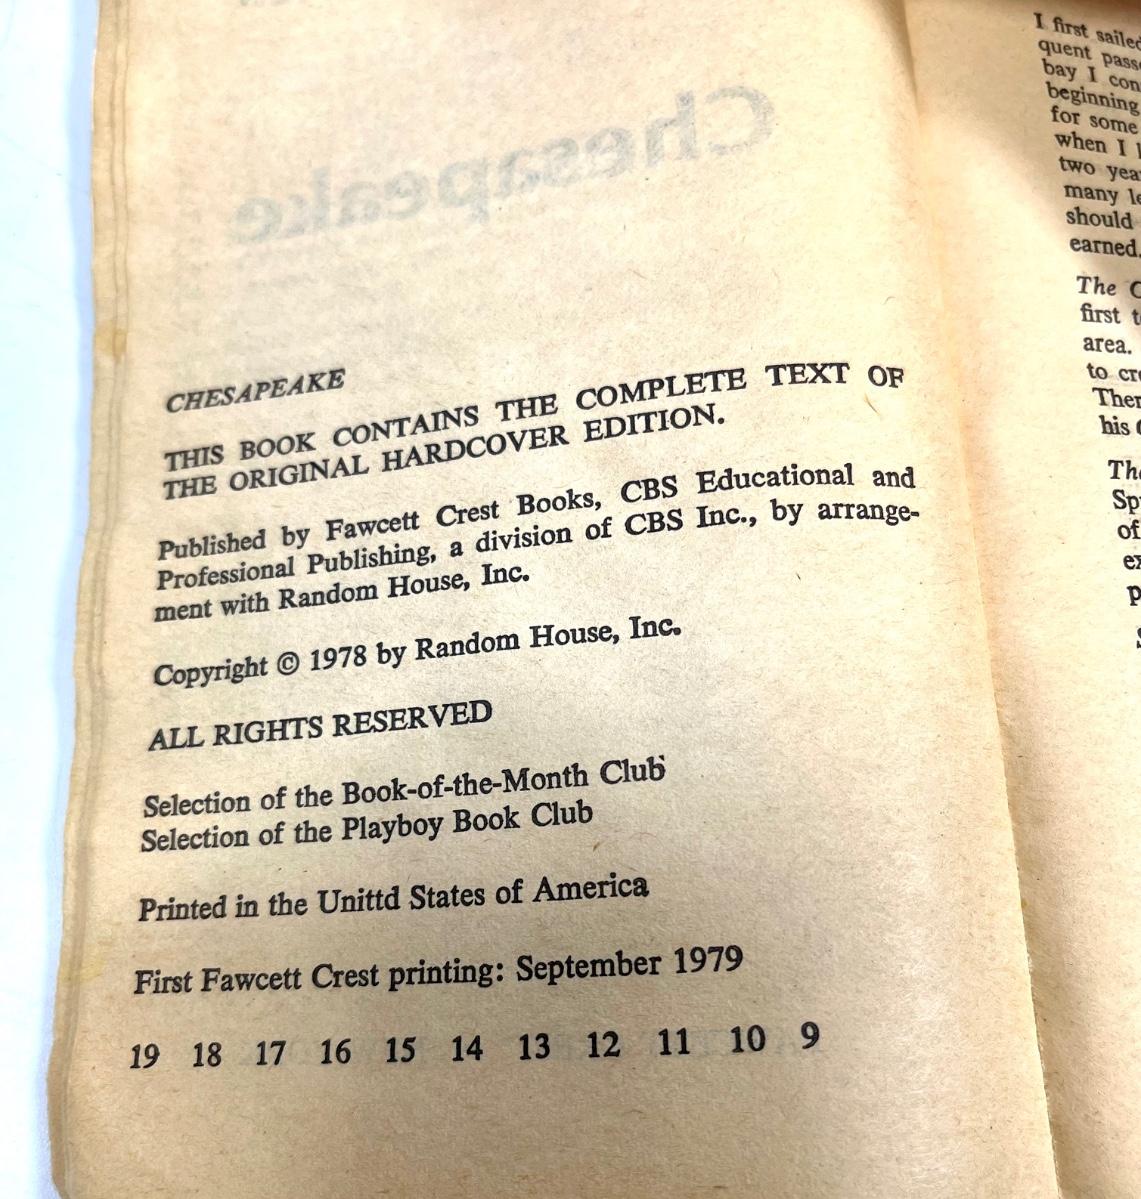 Chesapeake
CHESAPEAKE
THIS BOOK CONTAINS THE COMPLETE TEXT OF
THE ORIGINAL HARDCOVER EDITION.
Published by Fawcett Crest Books, CBS Educational and
Professional Publishing, a division of CBS Inc., by arrange-
ment with Random House, Inc.
Copyright © 1978 by Random House, Inc.
ALL RIGHTS RESERVED
Selection of the Book-of-the-Month Club
Selection of the Playboy Book Club
Printed in the Unittd States of America
First Fawcett Crest printing: September 1979
19 18 17 16 15 14 13 12 11 10 9
I first sailed
quent
bay I
beginning
for some
when I
two
many
should
earned.
The
first
area.
to
his
of